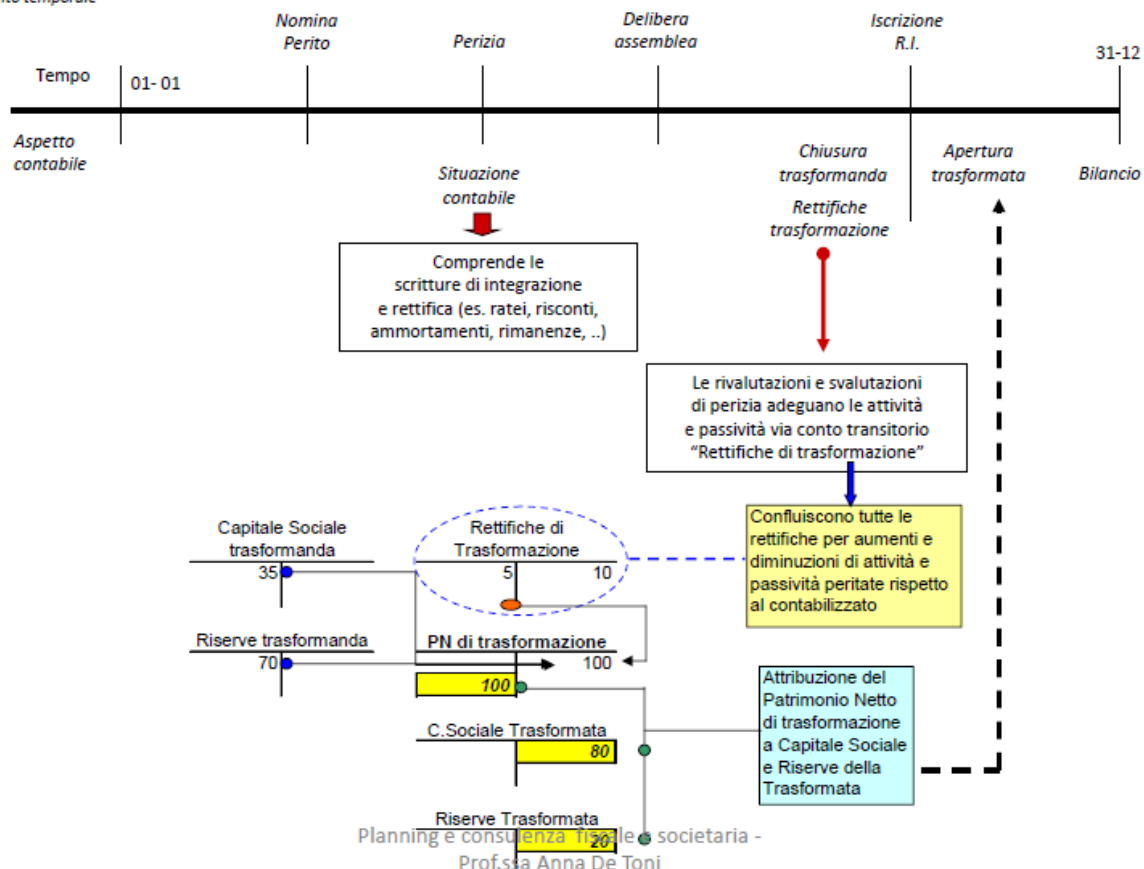 nto temporale
Nomina
Perito
Perizia
Delibera
assemblea
Iscrizione
R.I.
31-12
Tempo
01- 01
Aspetto
contabile
Situazione
contabile
Chiusura
trasformanda
Rettifiche
trasformazione
Apertura
trasformata
Bilancio
Comprende le
scritture di integrazione
e rettifica (es. ratei, risconti,
ammortamenti, rimanenze, ..)
Le rivalutazioni e svalutazioni
di perizia adeguano le attività
e passività via conto transitorio
“Rettifiche di trasformazione”
Capitale Sociale
trasformanda
35
Rettifiche di
Trasformazione
5 10
Confluiscono tutte le
rettifiche per aumenti e
diminuzioni di attività e
passività peritate rispetto
al contabilizzato
Riserve trasformanda
70
PN di trasformazione
100
100
Attribuzione del
Patrimonio Netto
di trasformazione
a Capitale Sociale
e Riserve della
Trasformata
C.Sociale Trasformata
80
Riserve Trasformata
20
Planning e consulenza fiscale e societaria -
Prof.ssa Anna De Toni